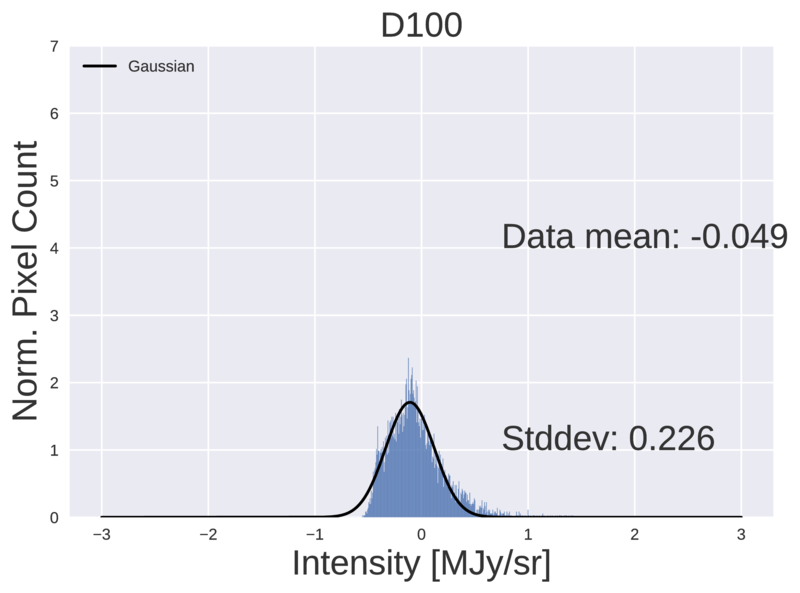 D100
7
Gaussian
6
5
Data mean: -0.049
4
3
2
Stddev: 0.226
1
0
−3 −2 −1 0 1 2 3
Norm. Pixel Count
Intensity [MJy/sr]